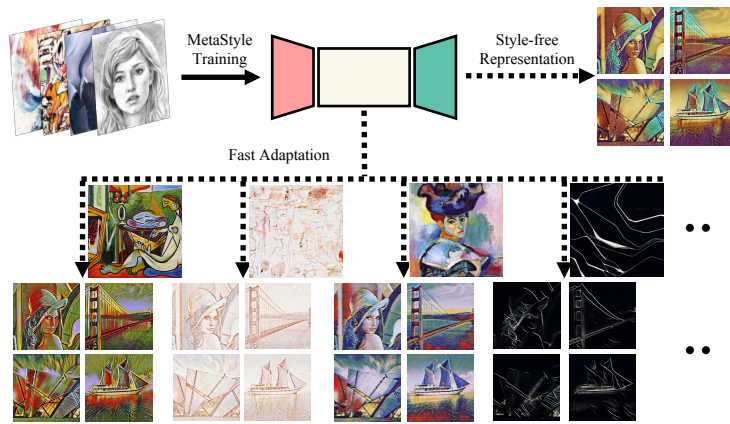 MetaStyle
Training
Style-free
Representation
Fast Adaptation